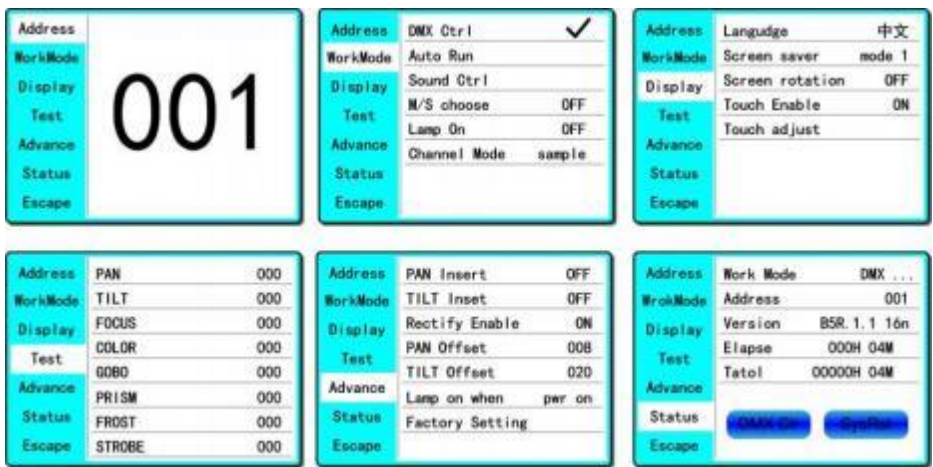 Address
WorkMode
Display
Test
Advance
Status
Escape
001
Address
WorkMode
Display
Test
Advance
Status
Escape
DMX Ctrl
Auto Run
Sound Ctrl
M/S choose OFF
Lamp On OFF
Channel Mode sample
Address
WorkMode
Display
Test
Advance
Status
Escape
Langudge 中文
Screen saver mode 1
Screen rotation OFF
Touch Enable ON
Touch adjust
Address
WorkMode
Display
Test
Advance
Status
Escape
PAN 000
TILT 000
FOCUS 000
COLOR 000
GOBO 000
PRISM 000
FROST 000
STROBE 000
Address
WorkMode
Display
Test
Advance
Status
Escape
PAN Insert OFF
TILT Inset OFF
Rectify Enable ON
PAN Offset 008
TILT Offset 020
Lamp on when pwr on
Factory Setting
Address
WrokMode
Display
Test
Advance
Status
Escape
Work Mode DMX ...
Address 001
Version B5R.1.1 16n
Elapse 000H 04M
Tatol 00000H 04M
DMX Ctr SysRst